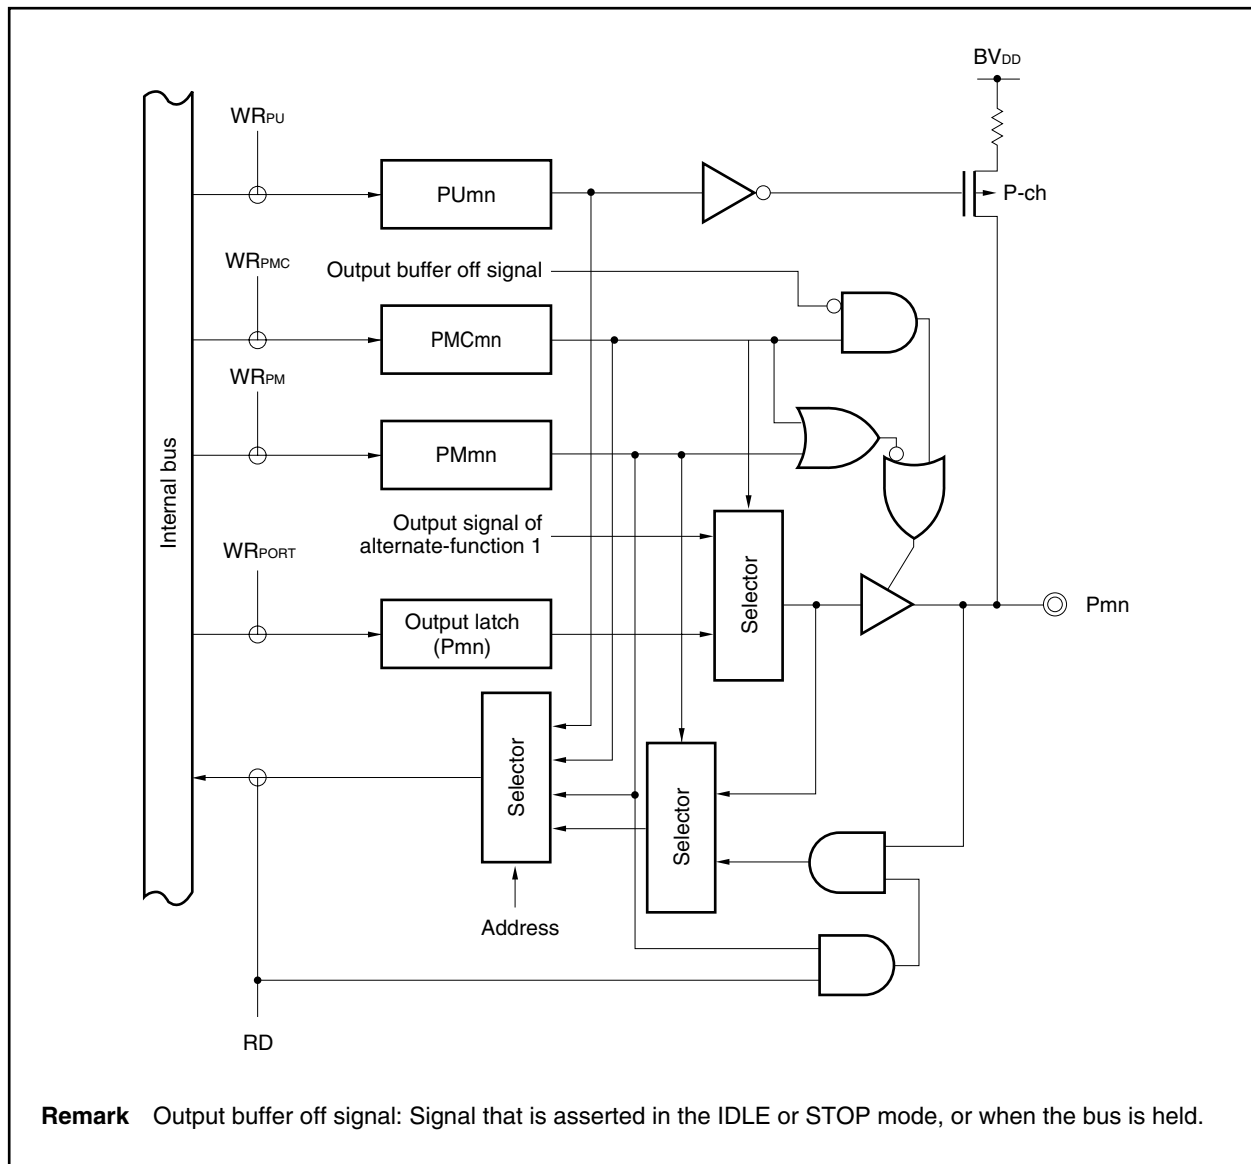 BVDD
WRPU
PUmn
P-ch
WRPMC
Output buffer off signal
PMCmn
WRPM
PMmn
Internal bus
Output signal of
alternate-function 1
WRPORT
Selector
Output latch
(Pmn)
Pmn
Selector
Selector
Address
RD
Remark Output buffer off signal: Signal that is asserted in the IDLE or STOP mode, or when the bus is held.